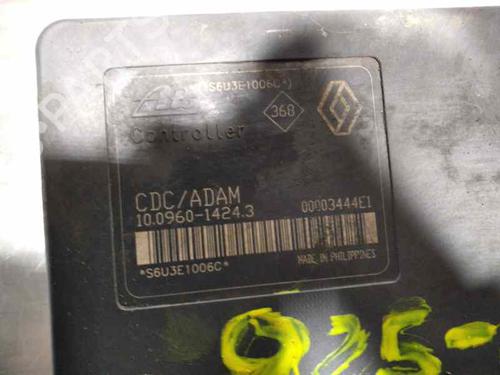 Ate *S6U3E1006C*)
368
Controller
CDC/ADAM
10.0960-1424.3 00003444E1
*S6U3E1006C*
MADE IN PHILIPPINES
925-